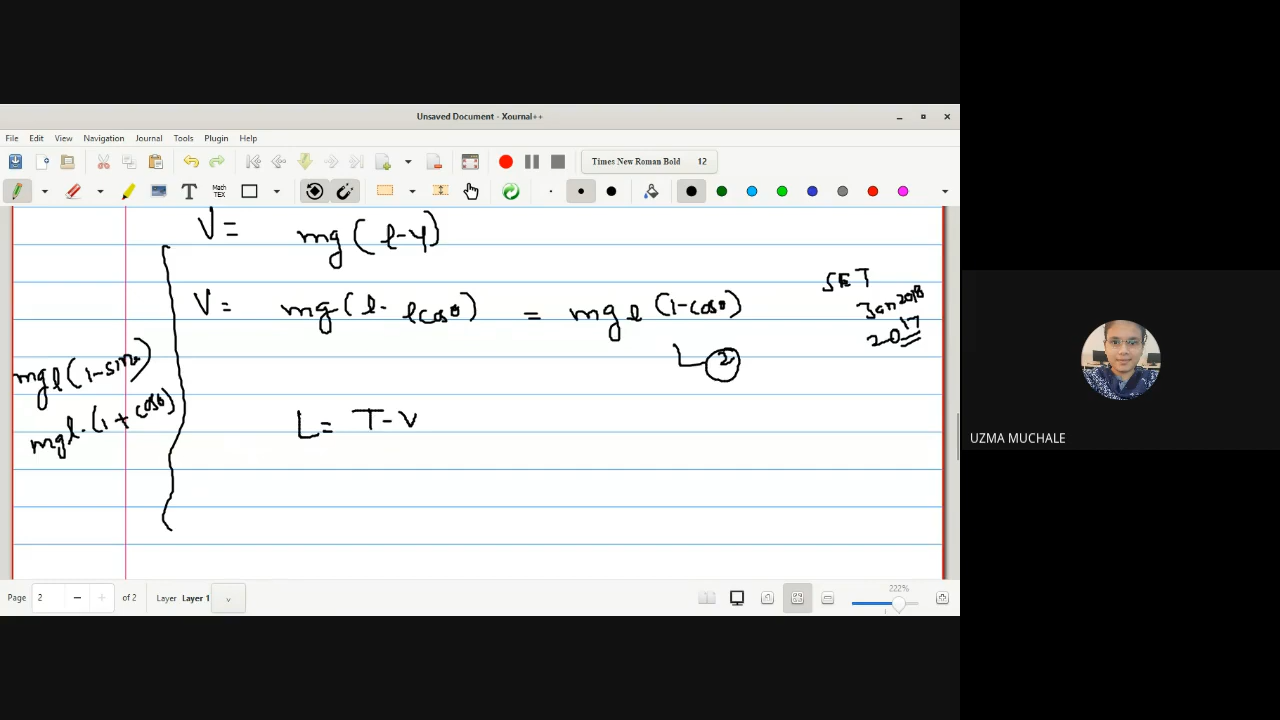 Unsaved Document - Xournal++
File Edit View Navigation Journal Tools Plugin Help
Times New Roman Bold 12
V = mg(l-y)
V = mg(l- lcosθ) = mgl(1-cosθ)
2
SET
Jan 2018
2017
mgl(1-sinθ)
mgl.(1+cosθ)
L= T-V
UZMA MUCHALE
Page 2 of 2 Layer Layer 1 222%